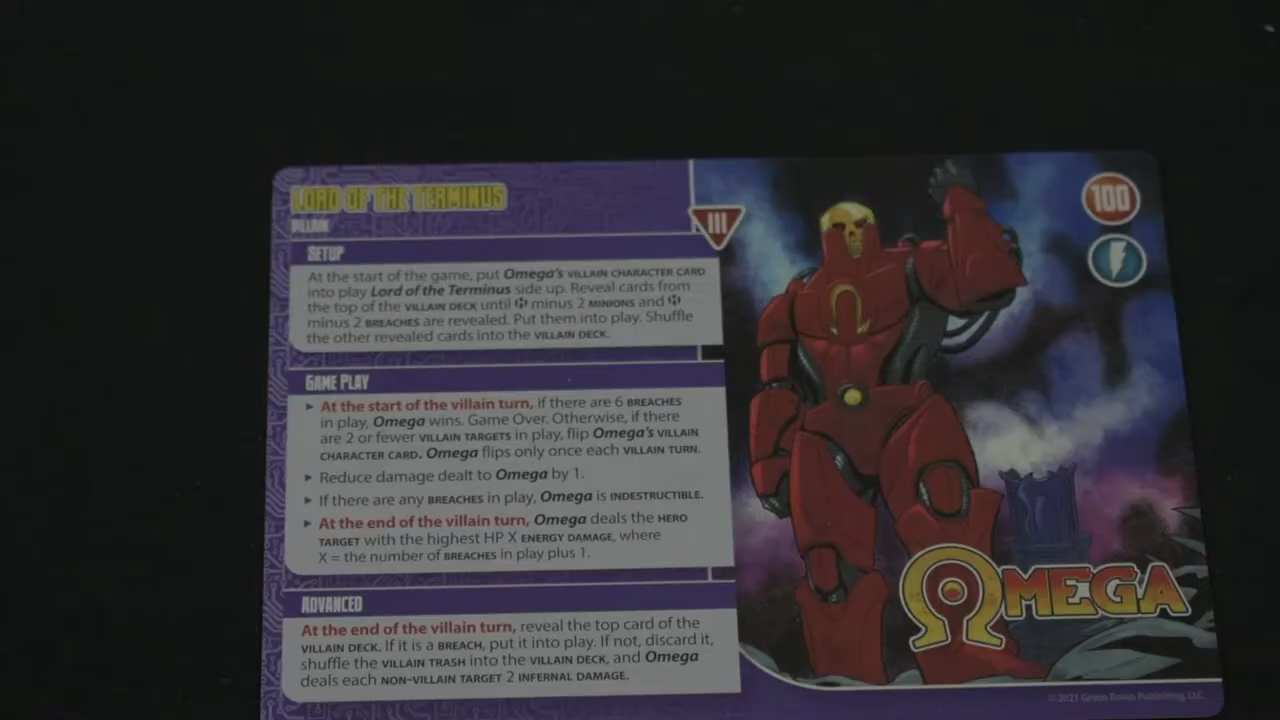 LORD OF THE TERMINUS
VILLAIN
III
100
SETUP
At the start of the game, put Omega's VILLAIN CHARACTER CARD
into play Lord of the Terminus side up. Reveal cards from
the top of the VILLAIN DECK until H minus 2 MINIONS and H
minus 2 BREACHES are revealed. Put them into play. Shuffle
the other revealed cards into the VILLAIN DECK.
GAME PLAY
▸ At the start of the villain turn, if there are 6 BREACHES
in play, Omega wins. Game Over. Otherwise, if there
are 2 or fewer VILLAIN TARGETS in play, flip Omega's VILLAIN
CHARACTER CARD. Omega flips only once each VILLAIN TURN.
▸ Reduce damage dealt to Omega by 1.
▸ If there are any BREACHES in play, Omega is INDESTRUCTIBLE.
▸ At the end of the villain turn, Omega deals the HERO
TARGET with the highest HP X ENERGY DAMAGE, where
X = the number of BREACHES in play plus 1.
ADVANCED
At the end of the villain turn, reveal the top card of the
VILLAIN DECK. If it is a BREACH, put it into play. If not, discard it,
shuffle the VILLAIN TRASH into the VILLAIN DECK, and Omega
deals each NON-VILLAIN TARGET 2 INFERNAL DAMAGE.
ΩMEGA
© 2021 Green Ronin Publishing, LLC